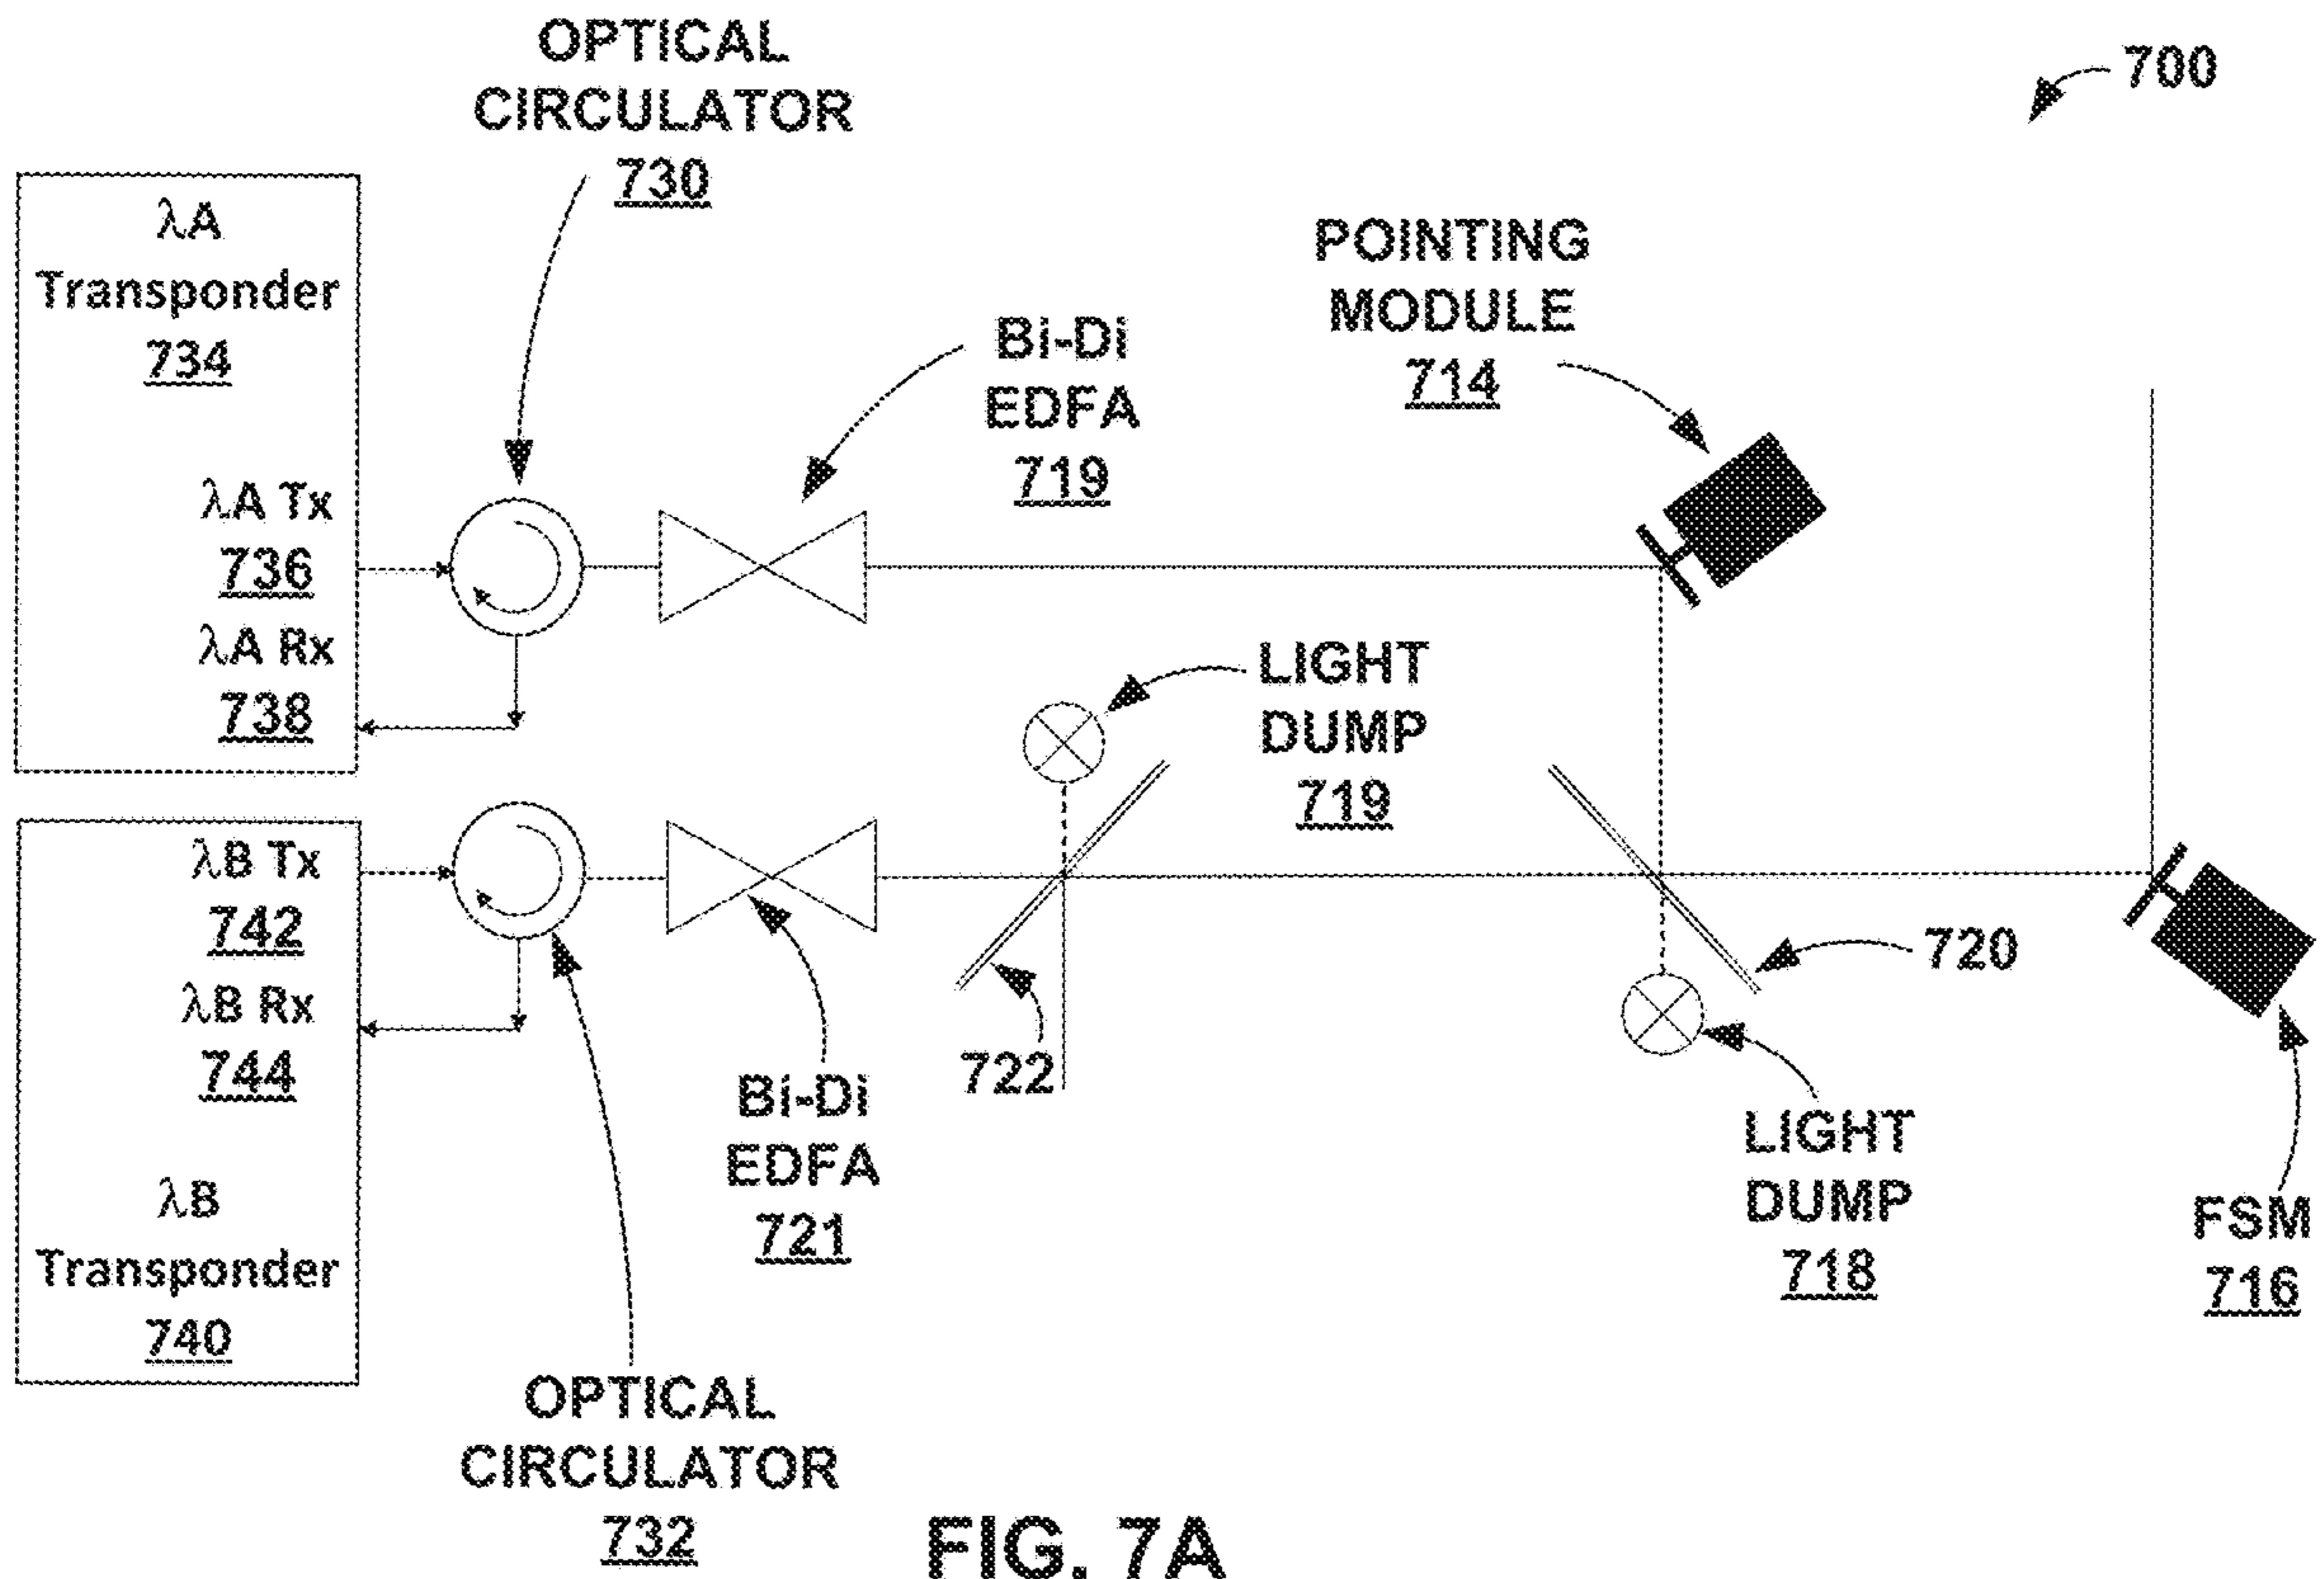 OPTICAL
CIRCULATOR
730
700
λA
Transponder
734
POINTING
MODULE
714
Bi-Di
EDFA
719
λA Tx
736
λA Rx
738
LIGHT
DUMP
719
λB Tx
742
λB Rx
744
λB
Transponder
740
720
722
Bi-Di
EDFA
721
LIGHT
DUMP
718
FSM
716
OPTICAL
CIRCULATOR
732
FIG. 7A